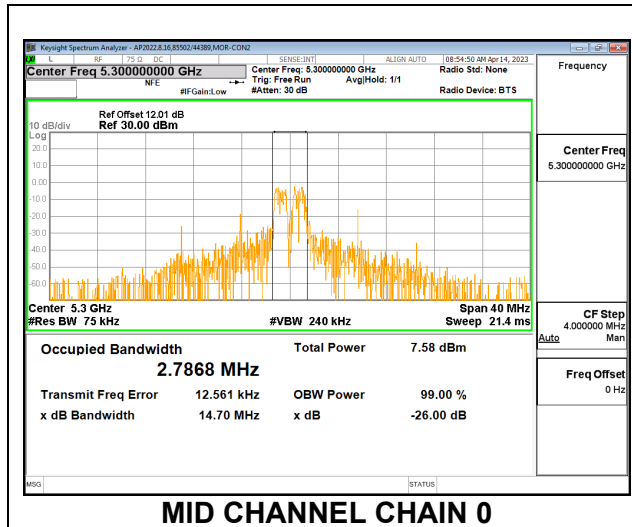 Keysight Spectrum Analyzer - AP2022.8.16,85502/44389,MOR-CON2
L RF 75 Ω DC SENSE:INT ALIGN AUTO 08:54:50 AM Apr 14, 2023
Center Freq 5.300000000 GHz Center Freq: 5.300000000 GHz Radio Std: None
NFE Trig: Free Run Avg|Hold: 1/1
#IFGain:Low #Atten: 30 dB Radio Device: BTS
Frequency
Ref Offset 12.01 dB
10 dB/div Ref 30.00 dBm
Log
20.0
10.0
0.00
-10.0
-20.0
-30.0
-40.0
-50.0
-60.0
Center 5.3 GHz Span 40 MHz
#Res BW 75 kHz #VBW 240 kHz Sweep 21.4 ms
Occupied Bandwidth Total Power 7.58 dBm
2.7868 MHz
Transmit Freq Error 12.561 kHz OBW Power 99.00 %
x dB Bandwidth 14.70 MHz x dB -26.00 dB
Center Freq
5.300000000 GHz
CF Step
4.000000 MHz
Auto Man
Freq Offset
0 Hz
MSG STATUS
MID CHANNEL CHAIN 0